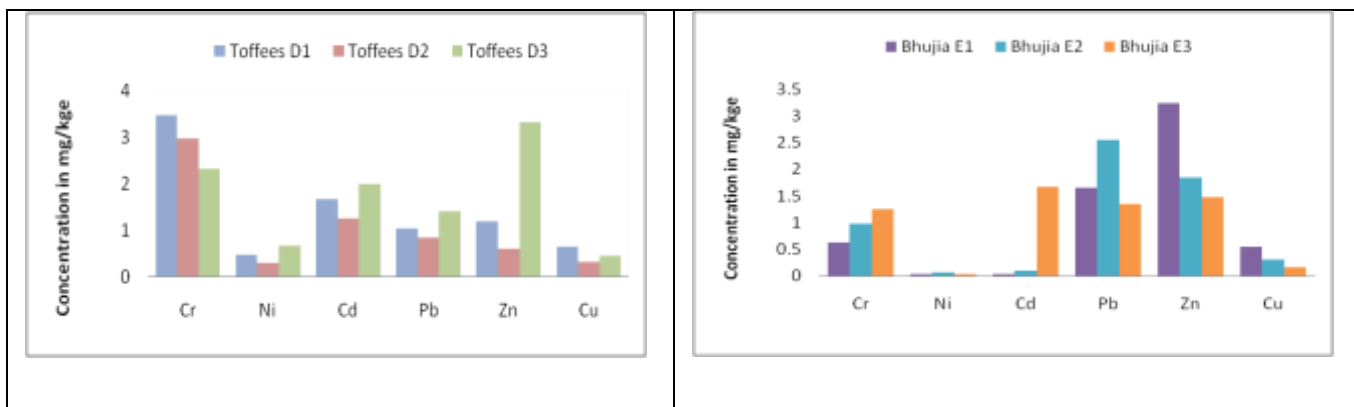 Toffees D1 Toffees D2 Toffees D3
Concentration in mg/kge
4
3
2
1
0
Cr Ni Cd Pb Zn Cu
Bhujia E1 Bhujia E2 Bhujia E3
Concentration in mg/kge
3.5
3
2.5
2
1.5
1
0.5
0
Cr Ni Cd Pb Zn Cu